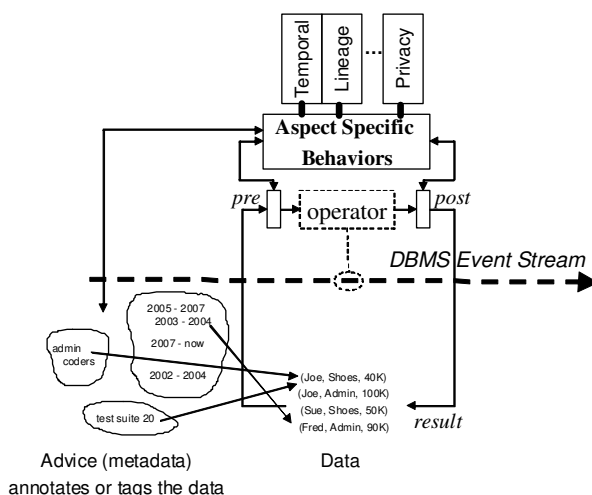 Temporal
Lineage
...
Privacy
Aspect Specific
Behaviors
pre
operator
post
DBMS Event Stream
2005 - 2007
2003 - 2004
2007 - now
2002 - 2004
admin
coders
test suite 20
(Joe, Shoes, 40K)
(Joe, Admin, 100K)
(Sue, Shoes, 50K)
(Fred, Admin, 90K)
result
Advice (metadata)
annotates or tags the data
Data